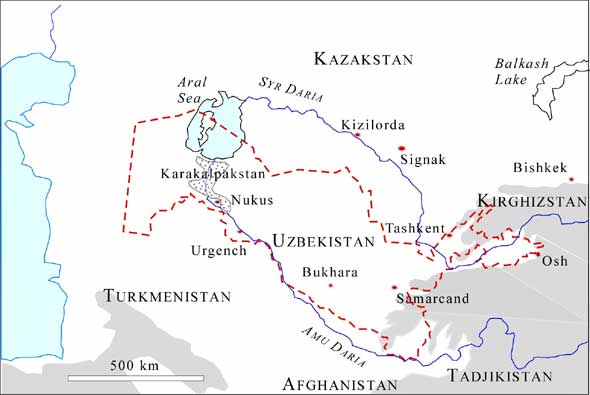 KAZAKSTAN
Aral
Sea
SYR DARIA
Balkash
Lake
Kizilorda
Signak
Bishkek
Karakalpakstan
Nukus
KIRGHIZSTAN
Tashkent
Urgench
UZBEKISTAN
Osh
Bukhara
Samarcand
TURKMENISTAN
AMU DARIA
500 km
AFGHANISTAN
TADJIKISTAN